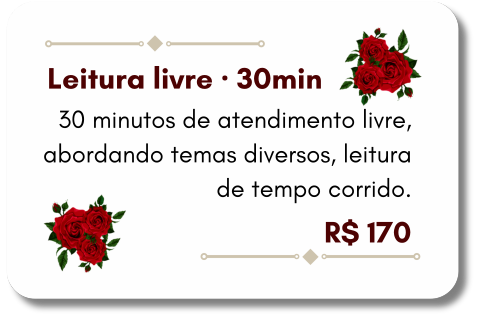 Leitura livre · 30min
30 minutos de atendimento livre,
abordando temas diversos, leitura
de tempo corrido.
R$ 170